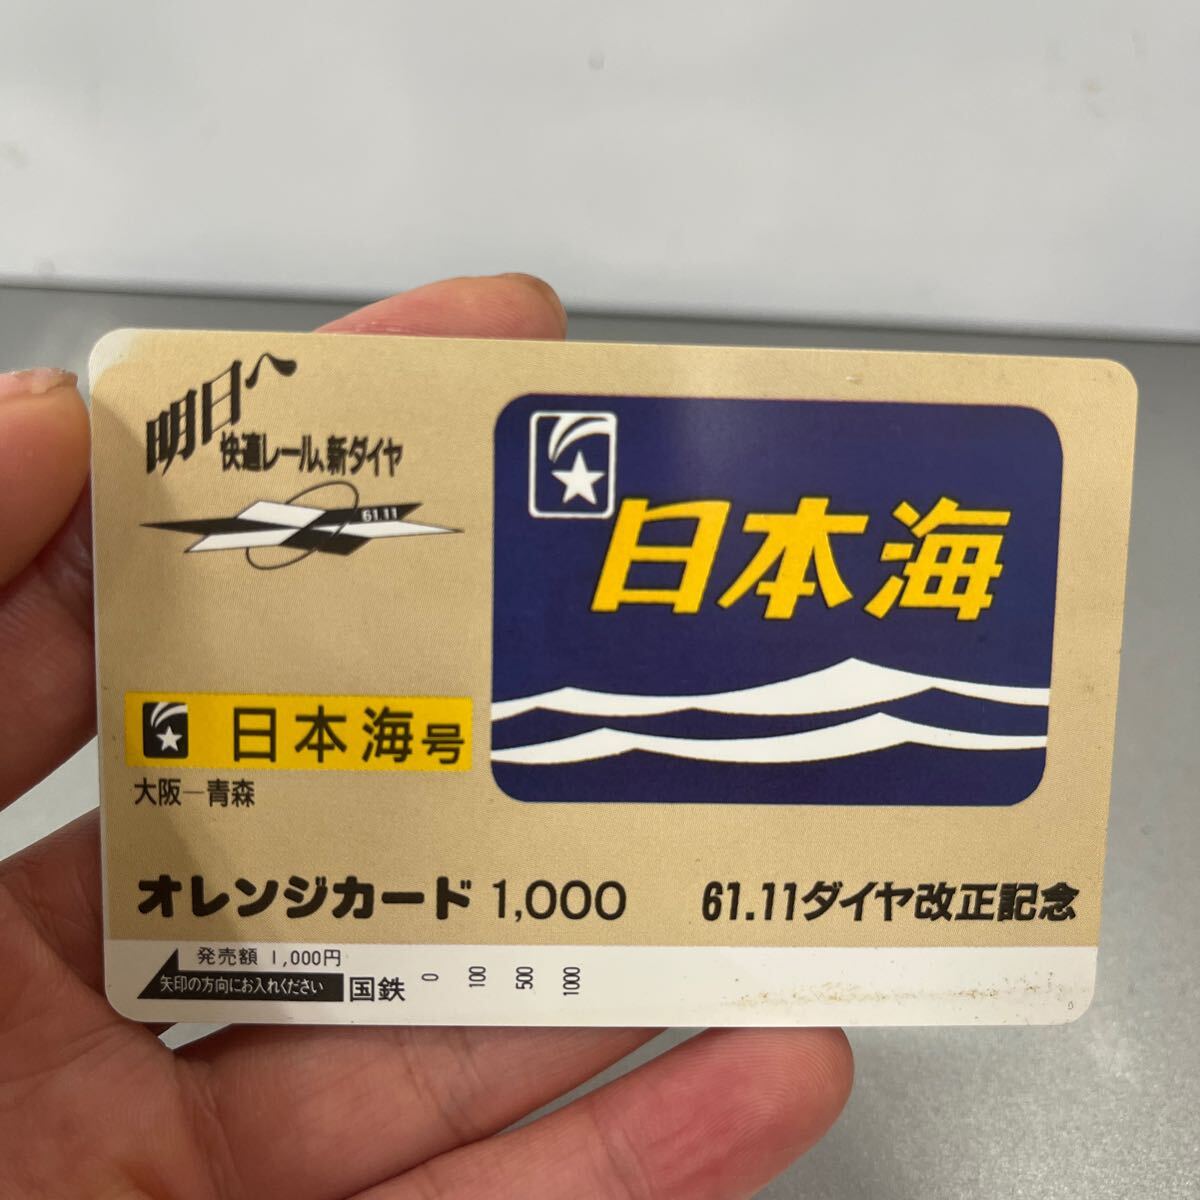 明日へ
快適レール、新ダイヤ
61.11
日本海
日本海号
大阪―青森
オレンジカード 1,000 61.11ダイヤ改正記念
発売額 1,000円
矢印の方向にお入れください 国鉄 0 100 500 1000